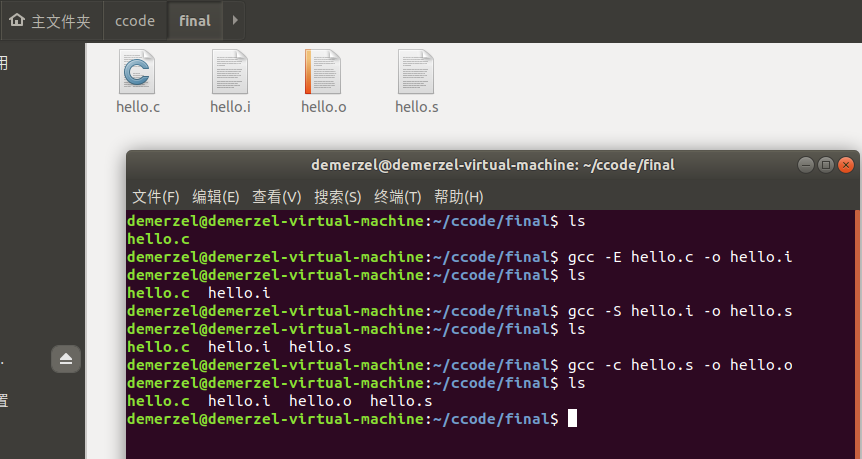 主文件夹 ccode final
用
hello.c hello.i hello.o hello.s
demerzel@demerzel-virtual-machine: ~/ccode/final
文件(F) 编辑(E) 查看(V) 搜索(S) 终端(T) 帮助(H)
demerzel@demerzel-virtual-machine:~/ccode/final$ ls
hello.c
demerzel@demerzel-virtual-machine:~/ccode/final$ gcc -E hello.c -o hello.i
demerzel@demerzel-virtual-machine:~/ccode/final$ ls
hello.c hello.i
demerzel@demerzel-virtual-machine:~/ccode/final$ gcc -S hello.i -o hello.s
demerzel@demerzel-virtual-machine:~/ccode/final$ ls
hello.c hello.i hello.s
demerzel@demerzel-virtual-machine:~/ccode/final$ gcc -c hello.s -o hello.o
demerzel@demerzel-virtual-machine:~/ccode/final$ ls
hello.c hello.i hello.o hello.s
置
demerzel@demerzel-virtual-machine:~/ccode/final$